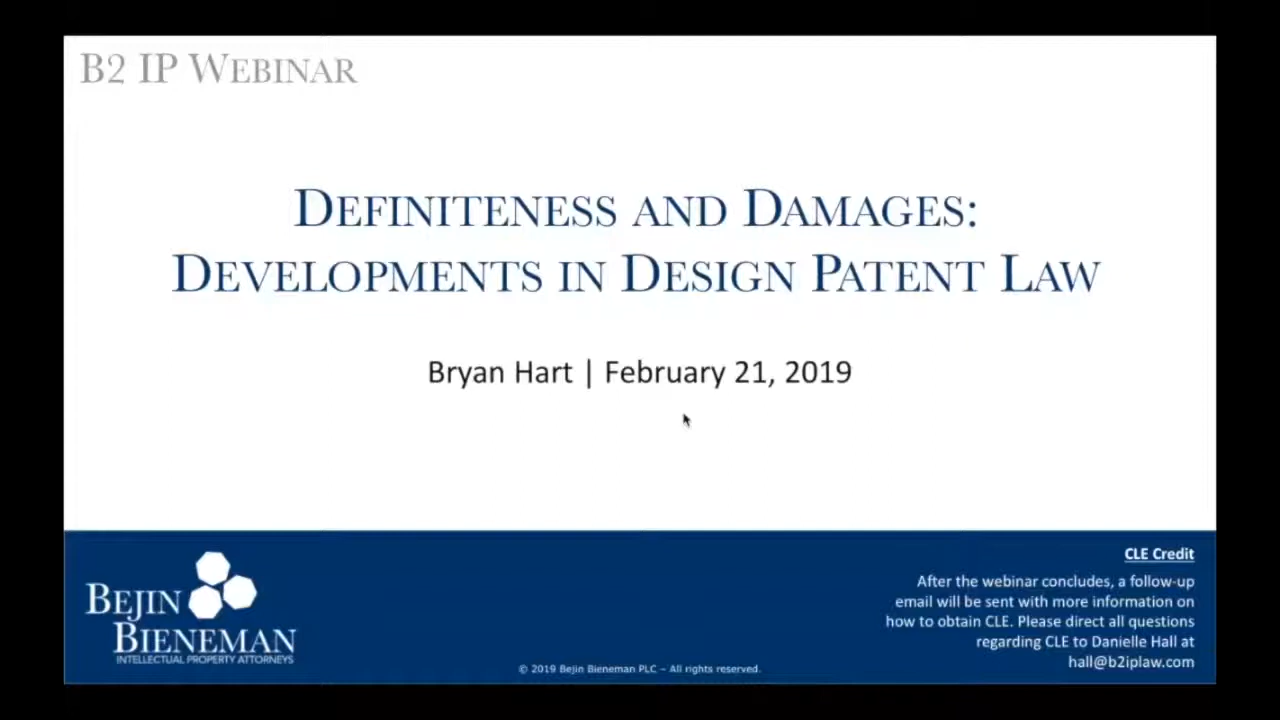 B2 IP WEBINAR
DEFINITENESS AND DAMAGES:
DEVELOPMENTS IN DESIGN PATENT LAW
Bryan Hart | February 21, 2019
BEJIN
BIENEMAN
INTELLECTUAL PROPERTY ATTORNEYS
© 2019 Bejin Bieneman PLC – All rights reserved.
CLE Credit
After the webinar concludes, a follow-up
email will be sent with more information on
how to obtain CLE. Please direct all questions
regarding CLE to Danielle Hall at
hall@b2iplaw.com